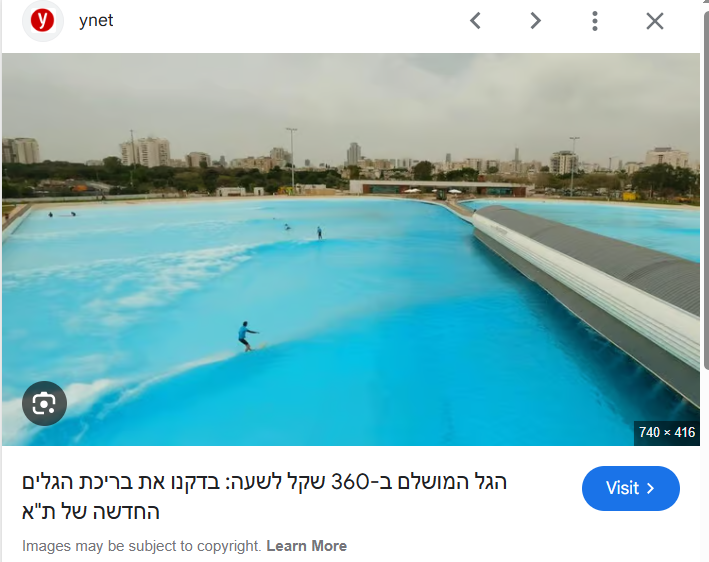 ynet
740 × 416
הגל המושלם ב-360 שקל לשעה: בדקנו את בריכת הגלים
החדשה של ת"א
Visit
Images may be subject to copyright. Learn More